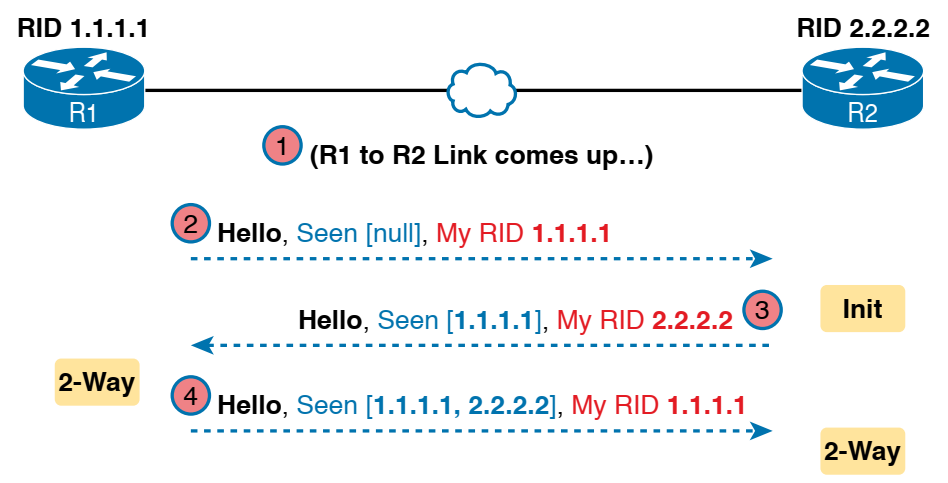 RID 1.1.1.1
RID 2.2.2.2
R1
R2
1 (R1 to R2 Link comes up...)
2 Hello, Seen [null], My RID 1.1.1.1
Hello, Seen [1.1.1.1], My RID 2.2.2.2 3
Init
2-Way
4 Hello, Seen [1.1.1.1, 2.2.2.2], My RID 1.1.1.1
2-Way